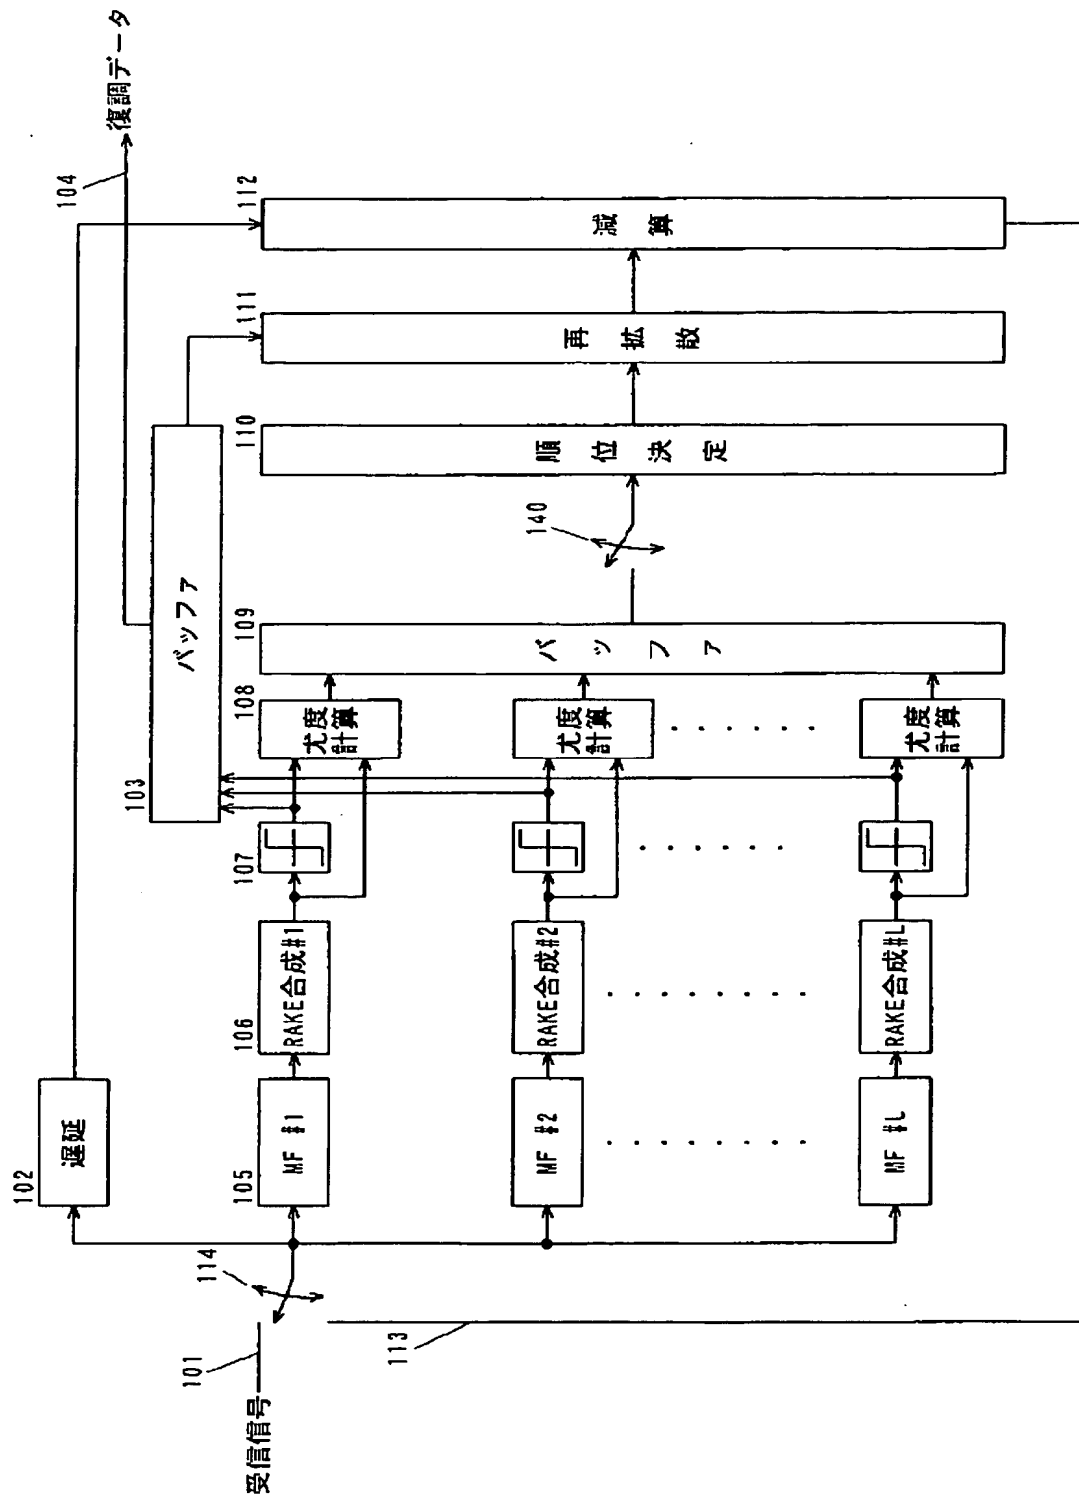 受信信号
101
114
113
102
遅延
105
MF #1
MF #2
MF #L
106
RAKE合成#1
RAKE合成#2
RAKE合成#L
107
108
尤度
計算
尤度
計算
尤度
計算
103
バッファ
109
バッファ
140
110
順位決定
111
再拡散
112
減算
104
復調データ